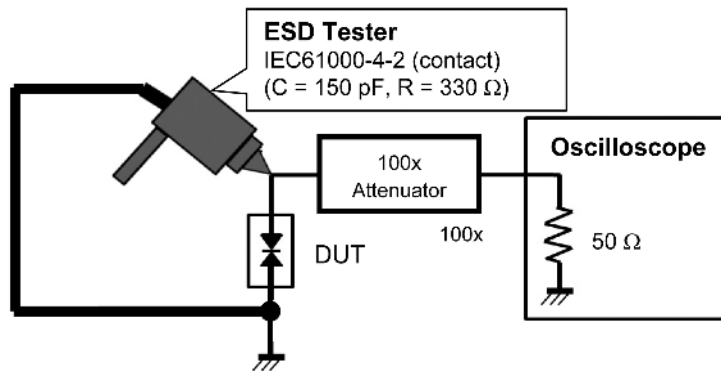 ESD Tester
IEC61000-4-2 (contact)
(C = 150 pF, R = 330 Ω)
100x
Attenuator
100x
Oscilloscope
50 Ω
DUT